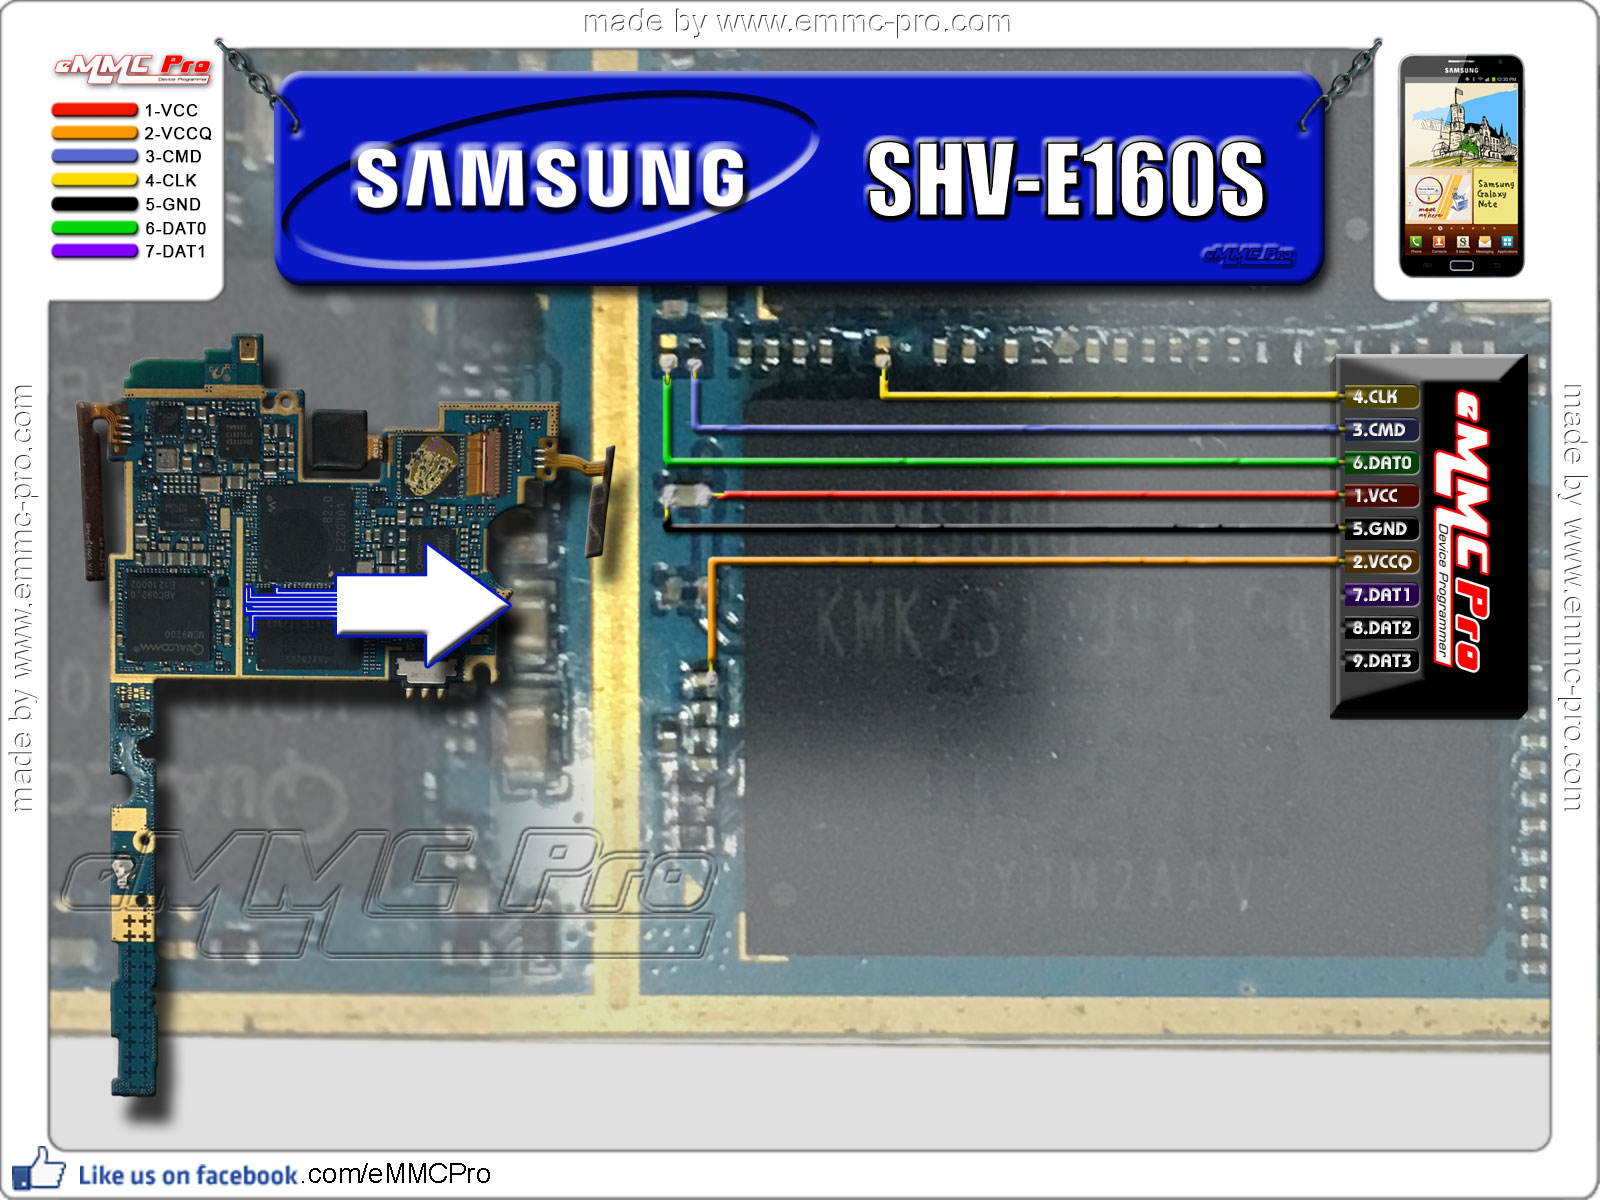 made by www.emmc-pro.com
eMMC Pro
Device Programmer
1-VCC
2-VCCQ
3-CMD
4-CLK
5-GND
6-DAT0
7-DAT1
SAMSUNG
SHV-E160S
eMMC Pro
SAMSUNG
Samsung
Galaxy
Note
4.CLK
3.CMD
6.DAT0
1.VCC
5.GND
2.VCCQ
7.DAT1
8.DAT2
9.DAT3
eMMC Pro
Device Programmer
made by www.emmc-pro.com
made by www.emmc-pro.com
QUALCOMM
MDM9200
SYJM2A9V
eMMC Pro
Like us on facebook.com/eMMCPro